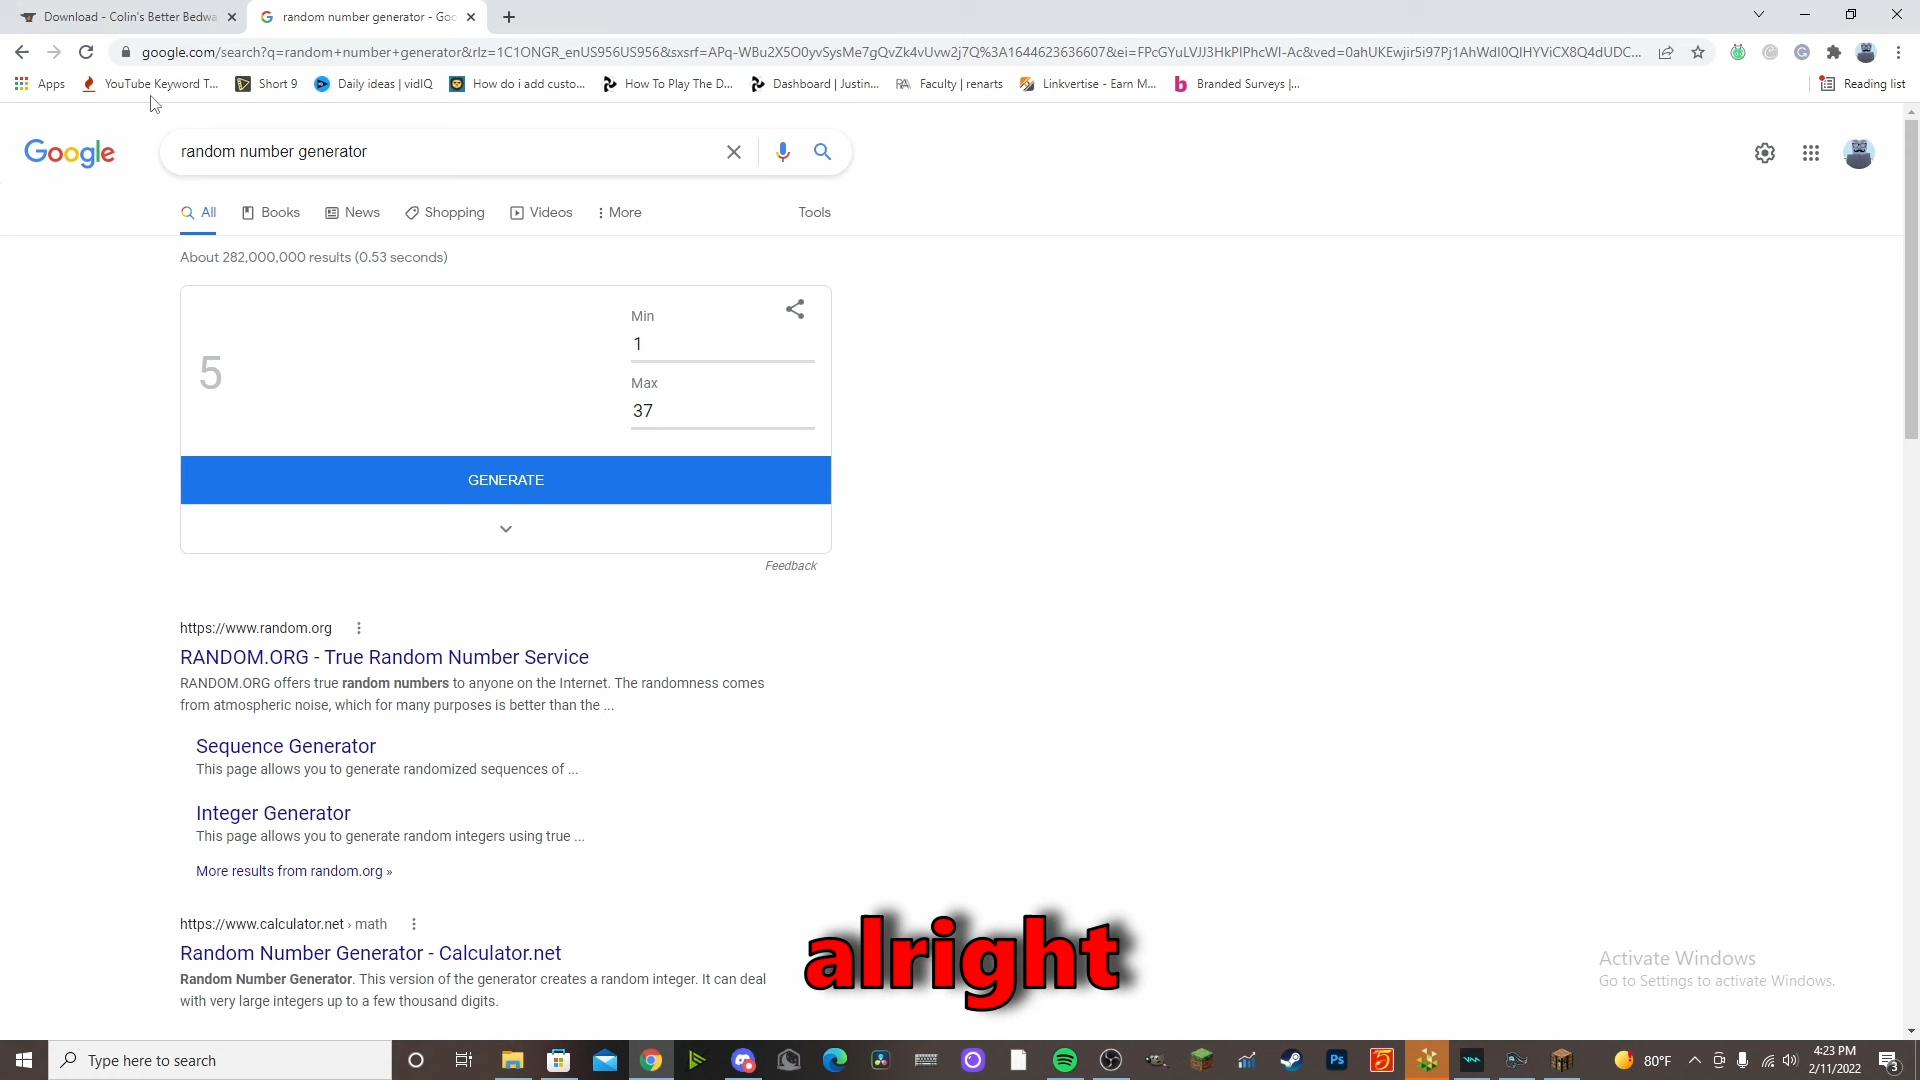 Download - Colin's Better Bedwa
random number generator - Goo
google.com/search?q=random+number+generator&rlz=1C1ONGR_enUS956US956&sxsrf=APq-WBu2X5O0yvSysMe7gQvZk4vUvw2j7Q%3A1644623636607&ei=FPcGYuLVJJ3HkPIPhcWI-Ac&ved=0ahUKEwjir5i97Pj1AhWdI0QIHYViCX8Q4dUDC...
Apps
YouTube Keyword T...
Short 9
Daily ideas | vidIQ
How do i add custo...
How To Play The D...
Dashboard | Justin...
RA Faculty | renarts
Linkvertise - Earn M...
Branded Surveys |...
Reading list
Google
random number generator
All
Books
News
Shopping
Videos
More
Tools
About 282,000,000 results (0.53 seconds)
Min
1
5
Max
37
GENERATE
Feedback
https://www.random.org
RANDOM.ORG - True Random Number Service
RANDOM.ORG offers true random numbers to anyone on the Internet. The randomness comes
from atmospheric noise, which for many purposes is better than the ...
Sequence Generator
This page allows you to generate randomized sequences of ...
Integer Generator
This page allows you to generate random integers using true ...
More results from random.org »
https://www.calculator.net › math
Random Number Generator - Calculator.net
Random Number Generator. This version of the generator creates a random integer. It can deal
with very large integers up to a few thousand digits.
alright
Activate Windows
Go to Settings to activate Windows.
Type here to search
Ps
5
80°F
4:23 PM
2/11/2022
3